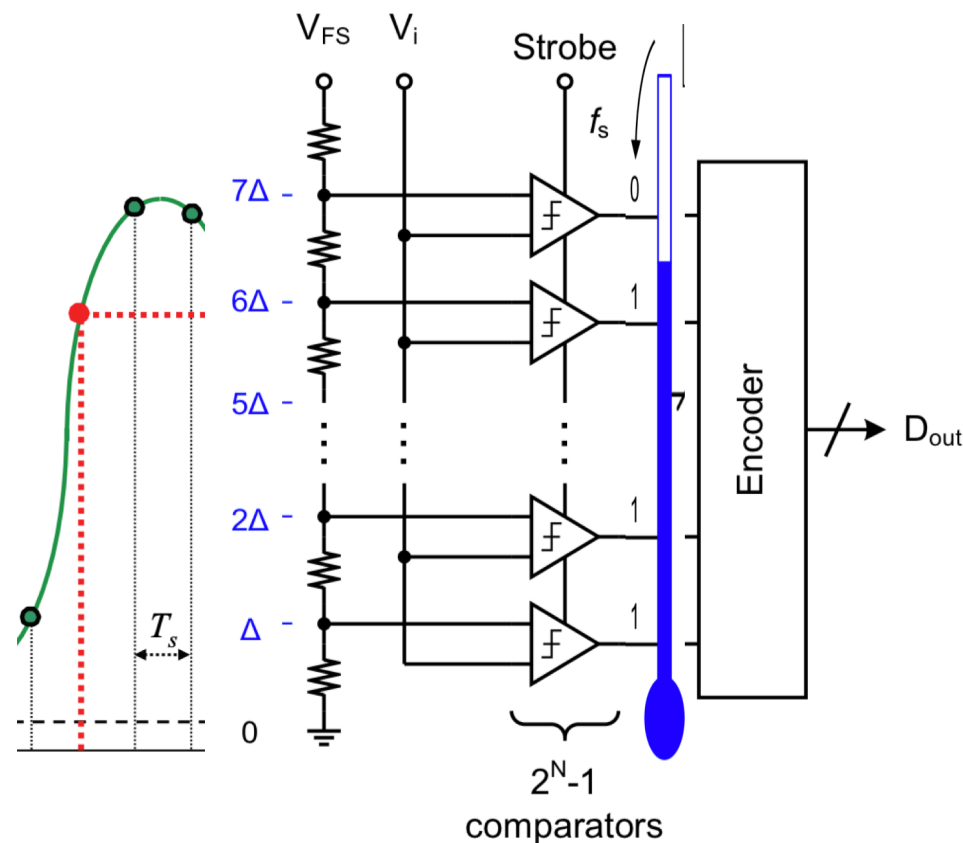 V_FS V_i Strobe
f_s
7Δ
0
6Δ
1
5Δ
7
Encoder
D_out
2Δ
1
Δ
1
T_s
0
2^N-1
comparators